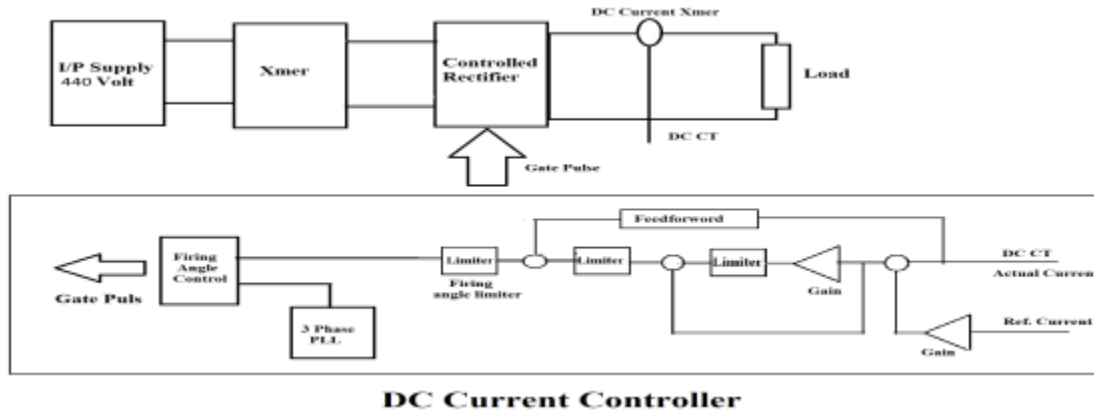 DC Current Xmer
I/P Supply
440 Volt
Xmer
Controlled
Rectifier
Load
DC CT
Gate Pulse
Feedforword
Firing
Angle
Control
Limiter
Limiter
Limiter
DC CT
Actual Current
Firing
angle limiter
Gain
Gate Puls
3 Phase
PLL
Ref. Current
Gain
DC Current Controller